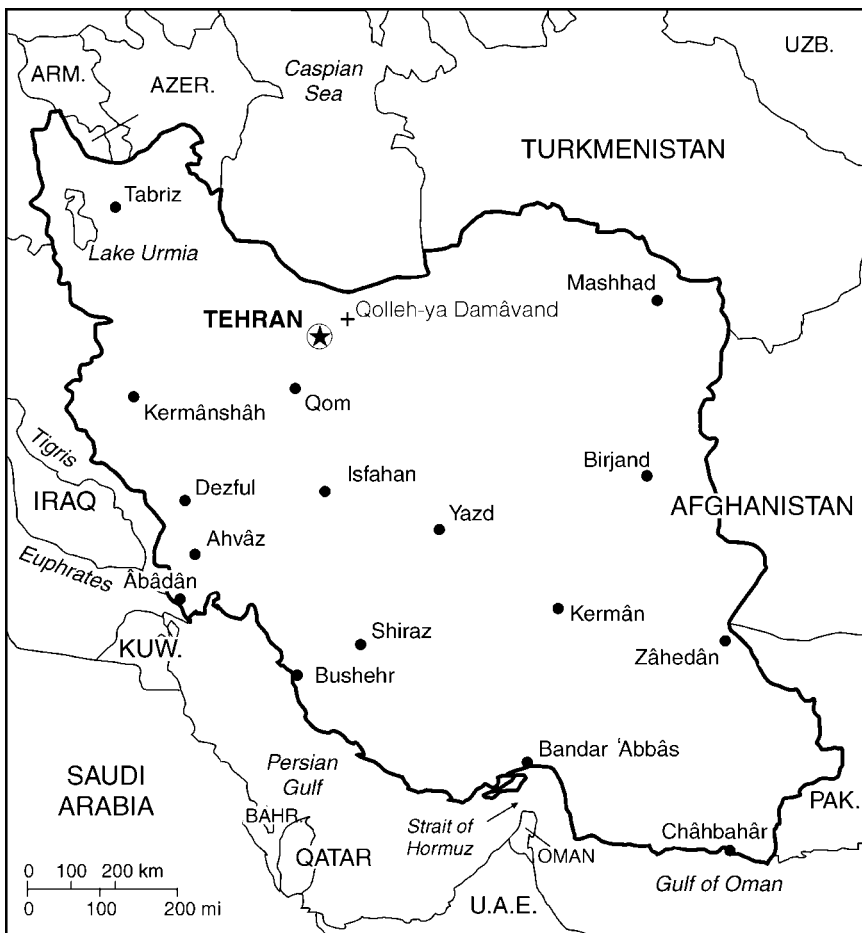 UZB.
Caspian
Sea
ARM.
AZER.
TURKMENISTAN
Tabriz
Lake Urmia
Mashhad
TEHRAN
Qolleh-ya Damâvand
Kermânshâh
Qom
Tigris
Birjand
Isfahan
Dezful
IRAQ
Yazd
AFGHANISTAN
Ahvâz
Euphrates
Âbâdân
Kermân
Shiraz
KUW.
Zâhedân
Bushehr
Bandar 'Abbâs
Persian
Gulf
SAUDI
ARABIA
PAK.
BAHR.
Strait of
Hormuz
Châhbahâr
QATAR
OMAN
Gulf of Oman
U.A.E.
0 100 200 km
0 100 200 mi